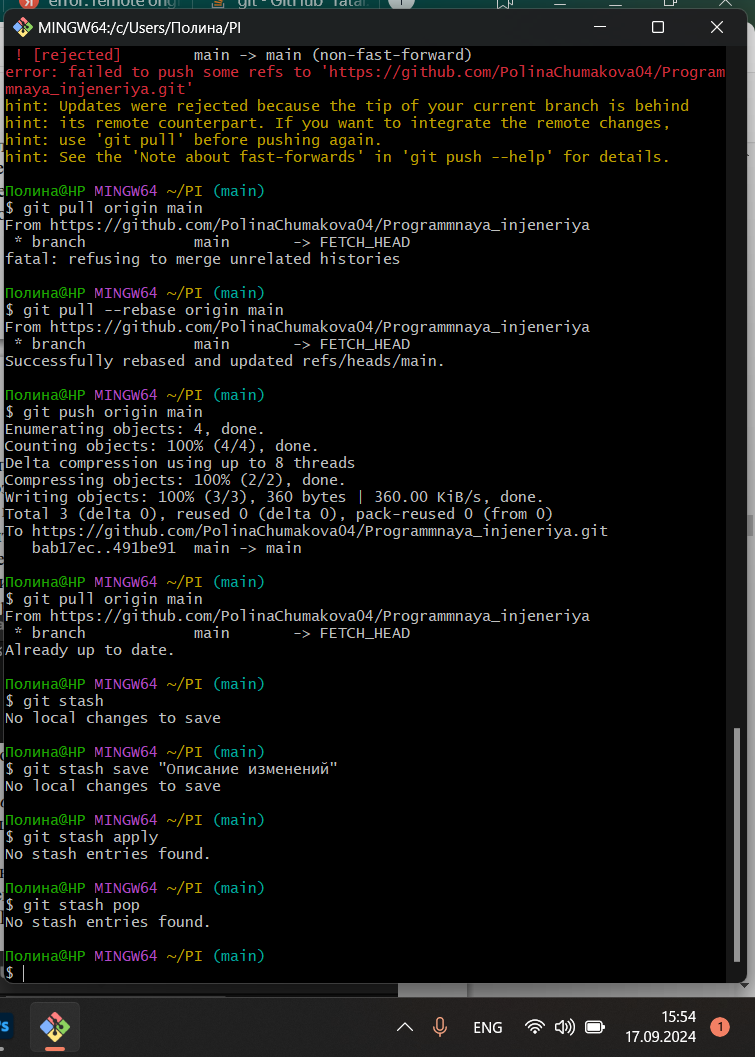 error: remote orig
git - GitHub "fatal:
MINGW64:/c/Users/Полина/PI
! [rejected]        main -> main (non-fast-forward)
error: failed to push some refs to 'https://github.com/PolinaChumakova04/Program
mnaya_injeneriya.git'
hint: Updates were rejected because the tip of your current branch is behind
hint: its remote counterpart. If you want to integrate the remote changes,
hint: use 'git pull' before pushing again.
hint: See the 'Note about fast-forwards' in 'git push --help' for details.
Полина@HP MINGW64 ~/PI (main)
$ git pull origin main
From https://github.com/PolinaChumakova04/Programmnaya_injeneriya
 * branch            main       -> FETCH_HEAD
fatal: refusing to merge unrelated histories
Полина@HP MINGW64 ~/PI (main)
$ git pull --rebase origin main
From https://github.com/PolinaChumakova04/Programmnaya_injeneriya
 * branch            main       -> FETCH_HEAD
Successfully rebased and updated refs/heads/main.
Полина@HP MINGW64 ~/PI (main)
$ git push origin main
Enumerating objects: 4, done.
Counting objects: 100% (4/4), done.
Delta compression using up to 8 threads
Compressing objects: 100% (2/2), done.
Writing objects: 100% (3/3), 360 bytes | 360.00 KiB/s, done.
Total 3 (delta 0), reused 0 (delta 0), pack-reused 0 (from 0)
To https://github.com/PolinaChumakova04/Programmnaya_injeneriya.git
   bab17ec..491be91  main -> main
Полина@HP MINGW64 ~/PI (main)
$ git pull origin main
From https://github.com/PolinaChumakova04/Programmnaya_injeneriya
 * branch            main       -> FETCH_HEAD
Already up to date.
Полина@HP MINGW64 ~/PI (main)
$ git stash
No local changes to save
Полина@HP MINGW64 ~/PI (main)
$ git stash save "Описание изменений"
No local changes to save
Полина@HP MINGW64 ~/PI (main)
$ git stash apply
No stash entries found.
Полина@HP MINGW64 ~/PI (main)
$ git stash pop
No stash entries found.
Полина@HP MINGW64 ~/PI (main)
$
ENG
15:54
17.09.2024
1